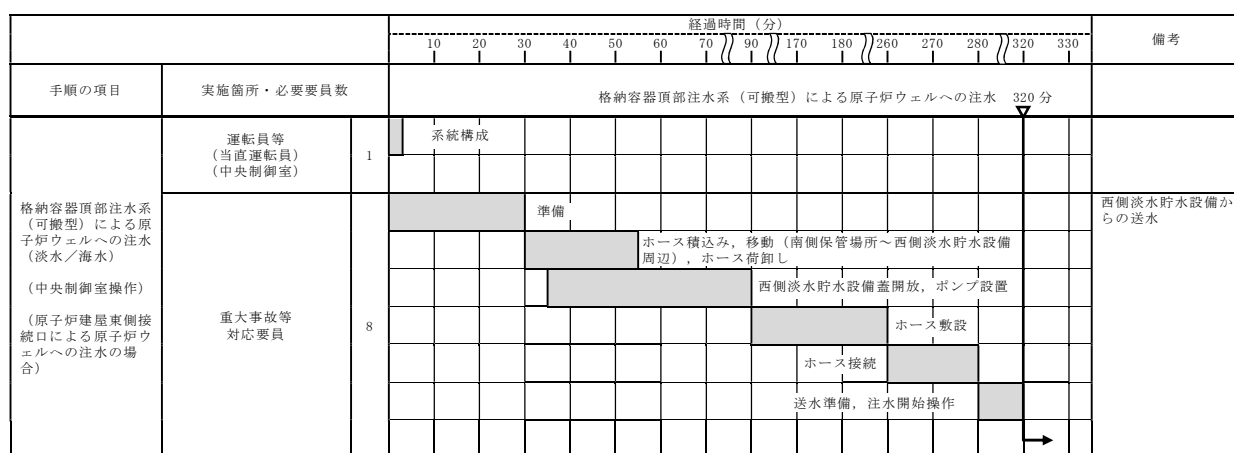 経過時間（分）
備考
10 20 30 40 50 60 70 90 170 180 260 270 280 320 330
手順の項目
実施箇所・必要要員数
格納容器頂部注水系（可搬型）による原子炉ウェルへの注水 320分
運転員等
（当直運転員）
（中央制御室）
1
系統構成
格納容器頂部注水系
（可搬型）による原
子炉ウェルへの注水
（淡水／海水）
（中央制御室操作）
（原子炉建屋東側接
続口による原子炉ウ
ェルへの注水の場
合）
重大事故等
対応要員
8
準備
ホース積込み，移動（南側保管場所～西側淡水貯水設備
周辺），ホース荷卸し
西側淡水貯水設備蓋開放，ポンプ設置
ホース敷設
ホース接続
送水準備，注水開始操作
西側淡水貯水設備か
らの送水